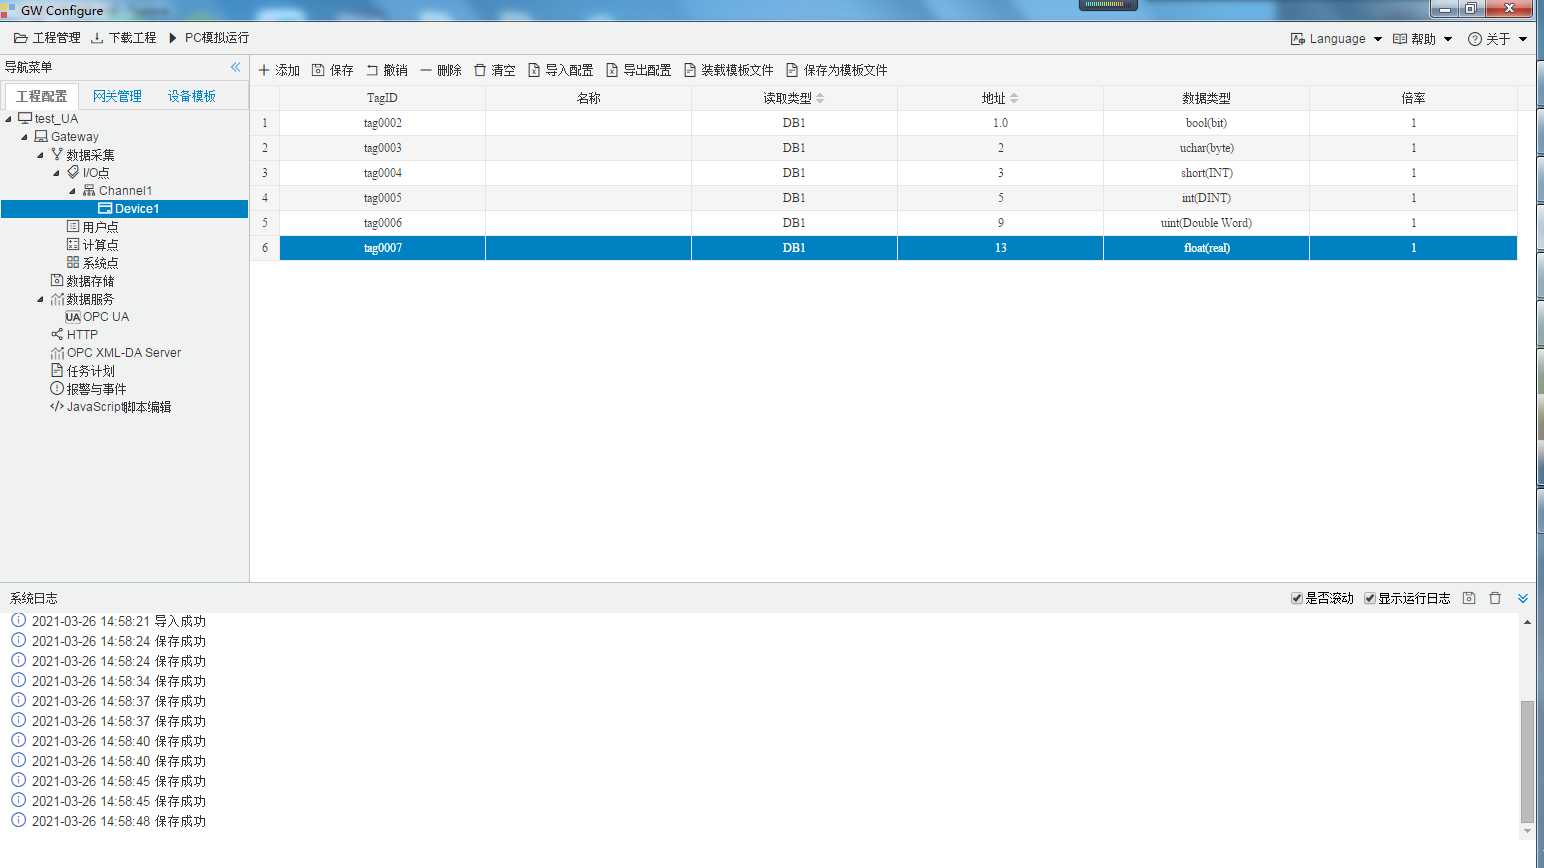 GW Configure
工程管理 下载工程 PC模拟运行 Language 帮助 关于
导航菜单
添加 保存 撤销 删除 清空 导入配置 导出配置 装载模板文件 保存为模板文件
工程配置 网关管理 设备模板
TagID 名称 读取类型 地址 数据类型 倍率
1 tag0002 DB1 1.0 bool(bit) 1
2 tag0003 DB1 2 uchar(byte) 1
3 tag0004 DB1 3 short(INT) 1
4 tag0005 DB1 5 int(DINT) 1
5 tag0006 DB1 9 uint(Double Word) 1
6 tag0007 DB1 13 float(real) 1
test_UA
Gateway
数据采集
I/O点
Channel1
Device1
用户点
计算点
系统点
数据存储
数据服务
UA OPC UA
HTTP
OPC XML-DA Server
任务计划
报警与事件
JavaScript脚本编辑
系统日志 是否滚动 显示运行日志
2021-03-26 14:58:21 导入成功
2021-03-26 14:58:24 保存成功
2021-03-26 14:58:24 保存成功
2021-03-26 14:58:34 保存成功
2021-03-26 14:58:37 保存成功
2021-03-26 14:58:37 保存成功
2021-03-26 14:58:40 保存成功
2021-03-26 14:58:40 保存成功
2021-03-26 14:58:45 保存成功
2021-03-26 14:58:45 保存成功
2021-03-26 14:58:48 保存成功